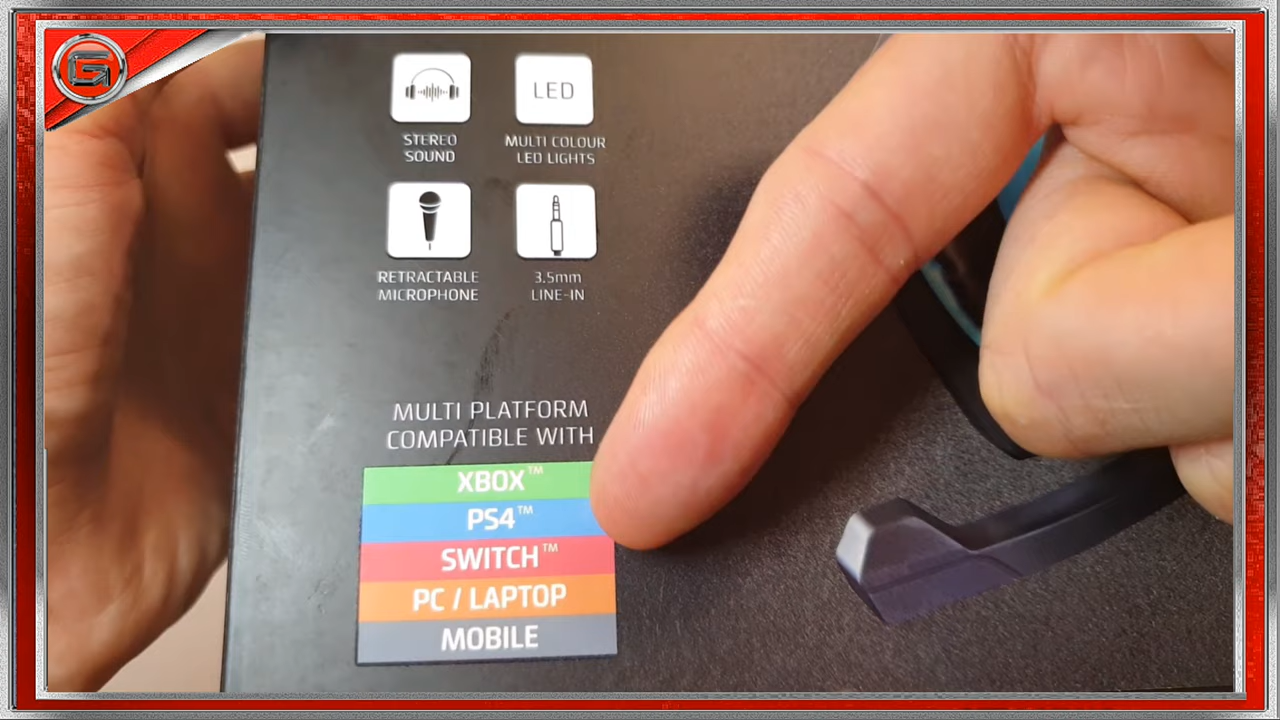 STEREO
SOUND
LED
MULTI COLOUR
LED LIGHTS
RETRACTABLE
MICROPHONE
3.5mm
LINE-IN
MULTI PLATFORM
COMPATIBLE WITH
XBOX™
PS4™
SWITCH™
PC / LAPTOP
MOBILE